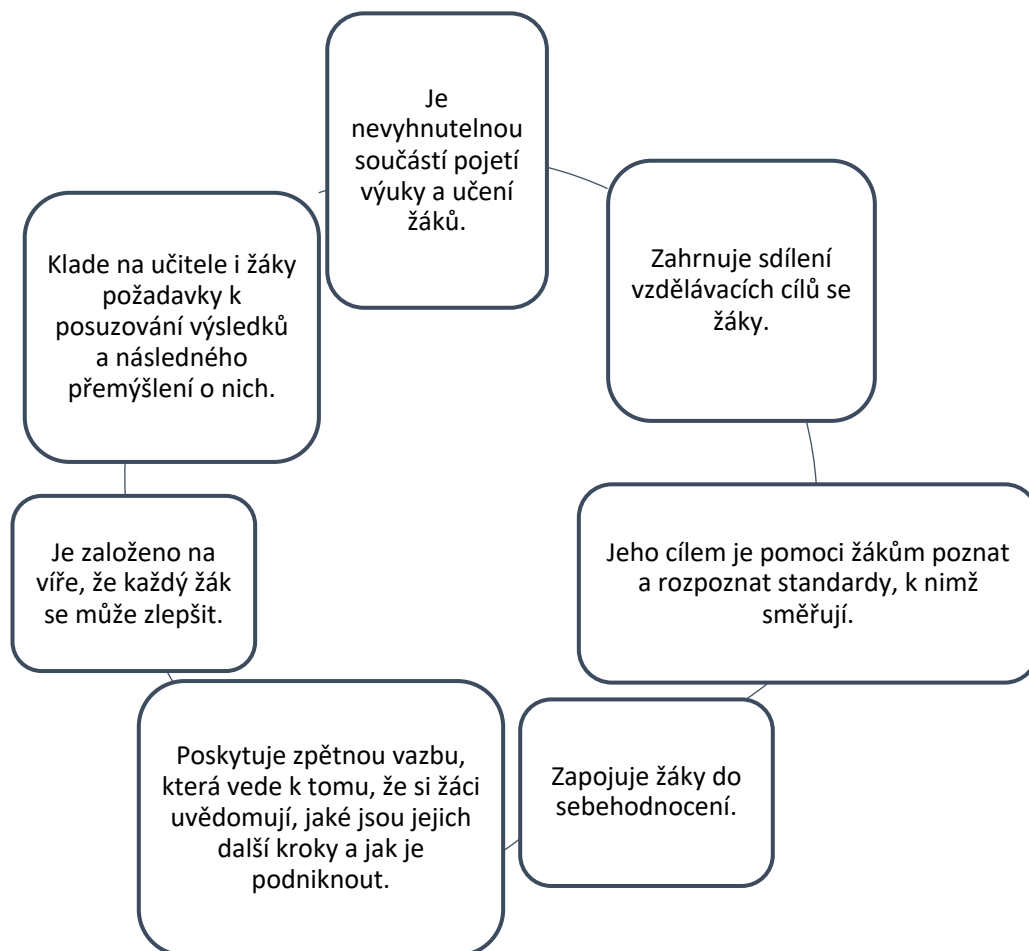 Je
nevyhnutelnou
součástí pojetí
výuky a učení
žáků.
Zahrnuje sdílení
vzdělávacích cílů se
žáky.
Jeho cílem je pomoci žákům poznat
a rozpoznat standardy, k nimž
směřují.
Zapojuje žáky do
sebehodnocení.
Poskytuje zpětnou vazbu,
která vede k tomu, že si žáci
uvědomují, jaké jsou jejich
další kroky a jak je
podniknout.
Je založeno na
víře, že každý žák
se může zlepšit.
Klade na učitele i žáky
požadavky k
posuzování výsledků
a následného
přemýšlení o nich.